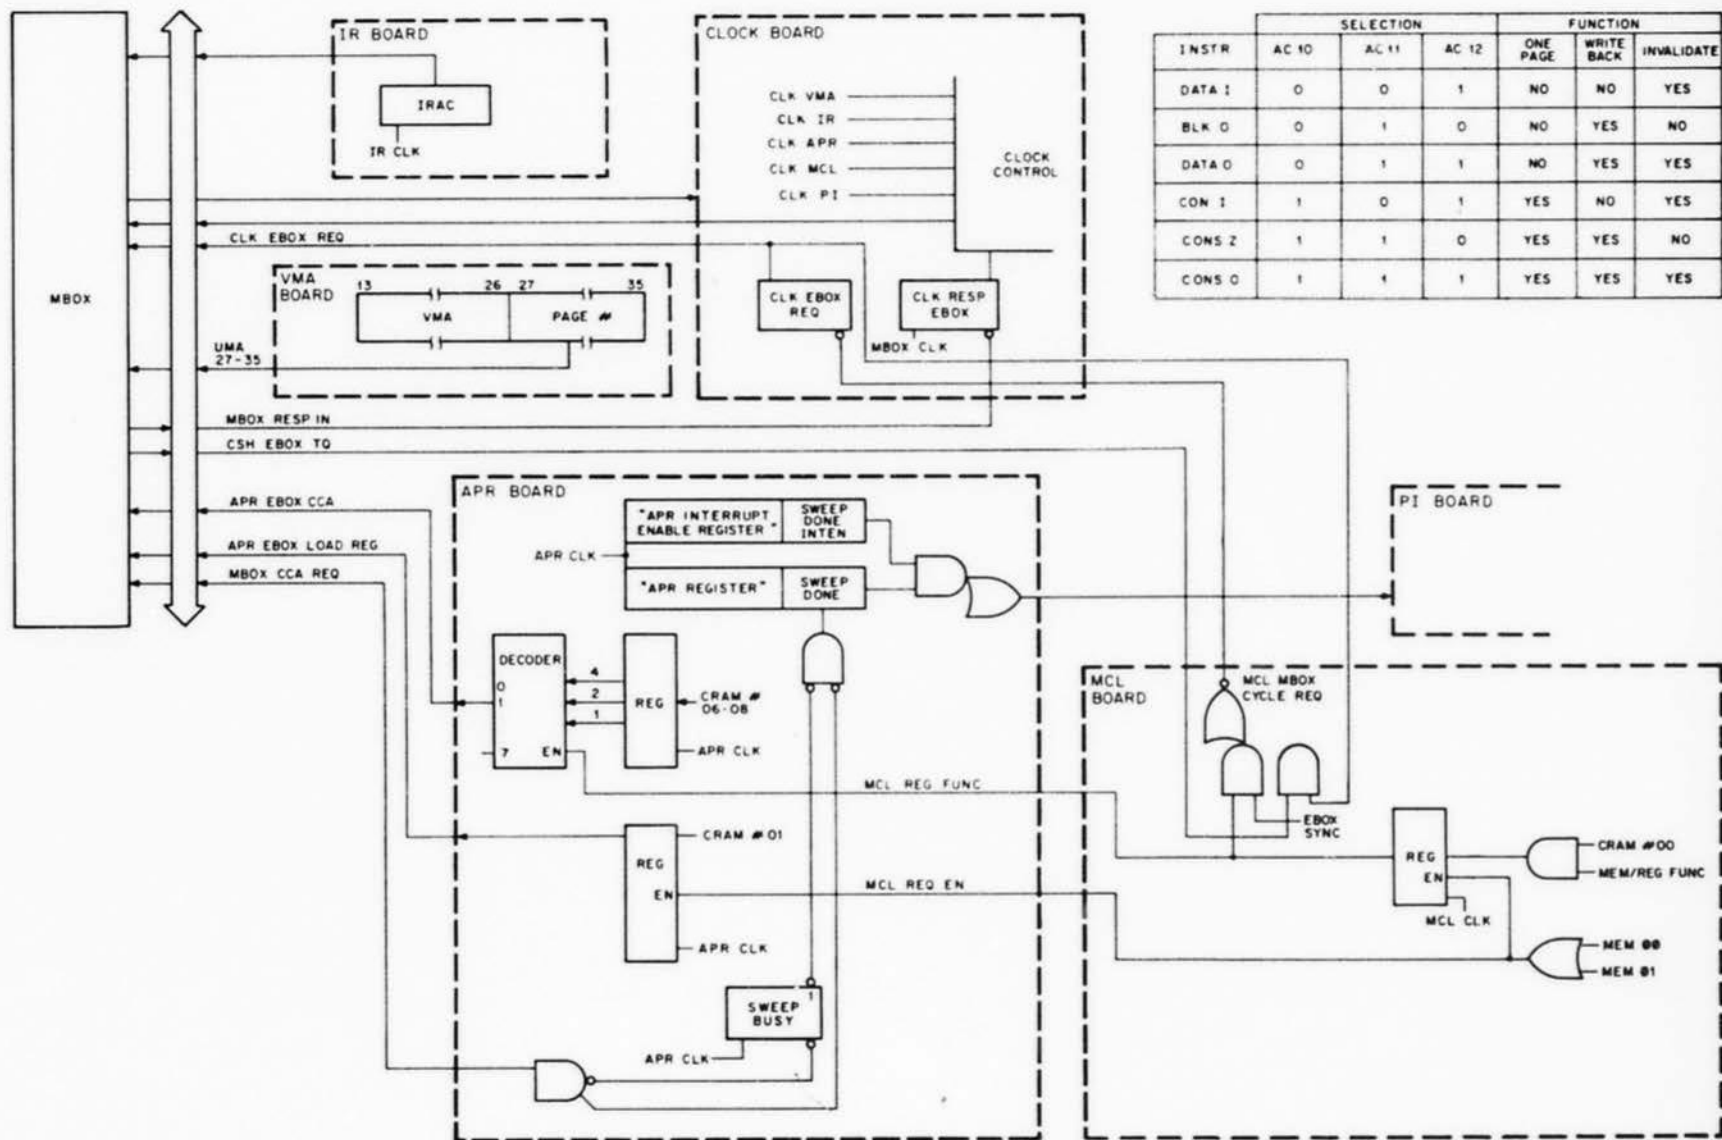 IR BOARD
IRAC
IR CLK
CLOCK BOARD
CLK VMA
CLK IR
CLK APR
CLK MCL
CLK PI
CLOCK
CONTROL
SELECTION FUNCTION
INSTR AC 10 AC 11 AC 12 ONE PAGE WRITE BACK INVALIDATE
DATA I 0 0 1 NO NO YES
BLK O 0 1 0 NO YES NO
DATA O 0 1 1 NO YES YES
CON I 1 0 1 YES NO YES
CONS Z 1 1 0 YES YES NO
CONS O 1 1 1 YES YES YES
MBOX
CLK EBOX REQ
VMA
BOARD
13 26 27 35
VMA PAGE #
UMA
27-35
CLK EBOX
REQ
CLK RESP
EBOX
MBOX CLK
MBOX RESP IN
CSH EBOX TQ
APR EBOX CCA
APR EBOX LOAD REG
MBOX CCA REQ
APR BOARD
"APR INTERRUPT
ENABLE REGISTER"
SWEEP
DONE
INTEN
APR CLK
"APR REGISTER"
SWEEP
DONE
DECODER
0
1
7 EN
4
2
1
REG
CRAM #
06-08
APR CLK
MCL REG FUNC
CRAM #01
REG
EN
MCL REQ EN
APR CLK
SWEEP
BUSY
1
APR CLK
PI BOARD
MCL
BOARD
MCL MBOX
CYCLE REQ
EBOX
SYNC
REG
EN
MCL CLK
CRAM #00
MEM/REG FUNC
MEM 00
MEM 01